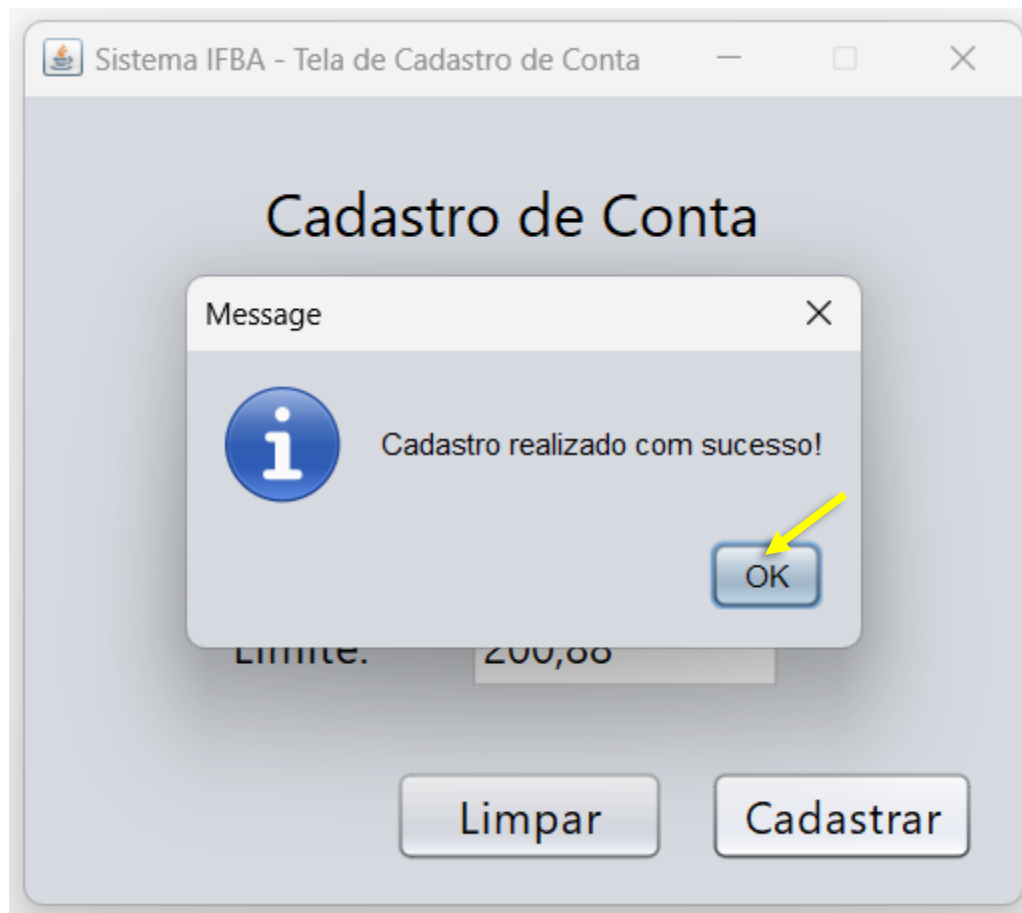 Sistema IFBA - Tela de Cadastro de Conta
Cadastro de Conta
Message
Cadastro realizado com sucesso!
OK
Limite: 200,88
Limpar
Cadastrar